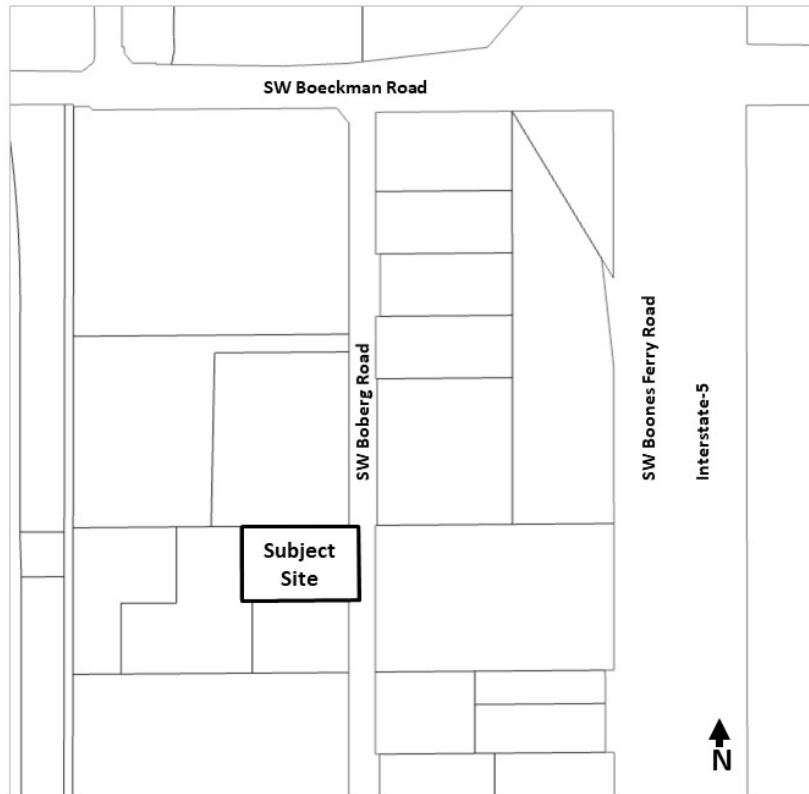 SW Boeckman Road
SW Boberg Road
SW Boones Ferry Road
Interstate-5
Subject
Site
N